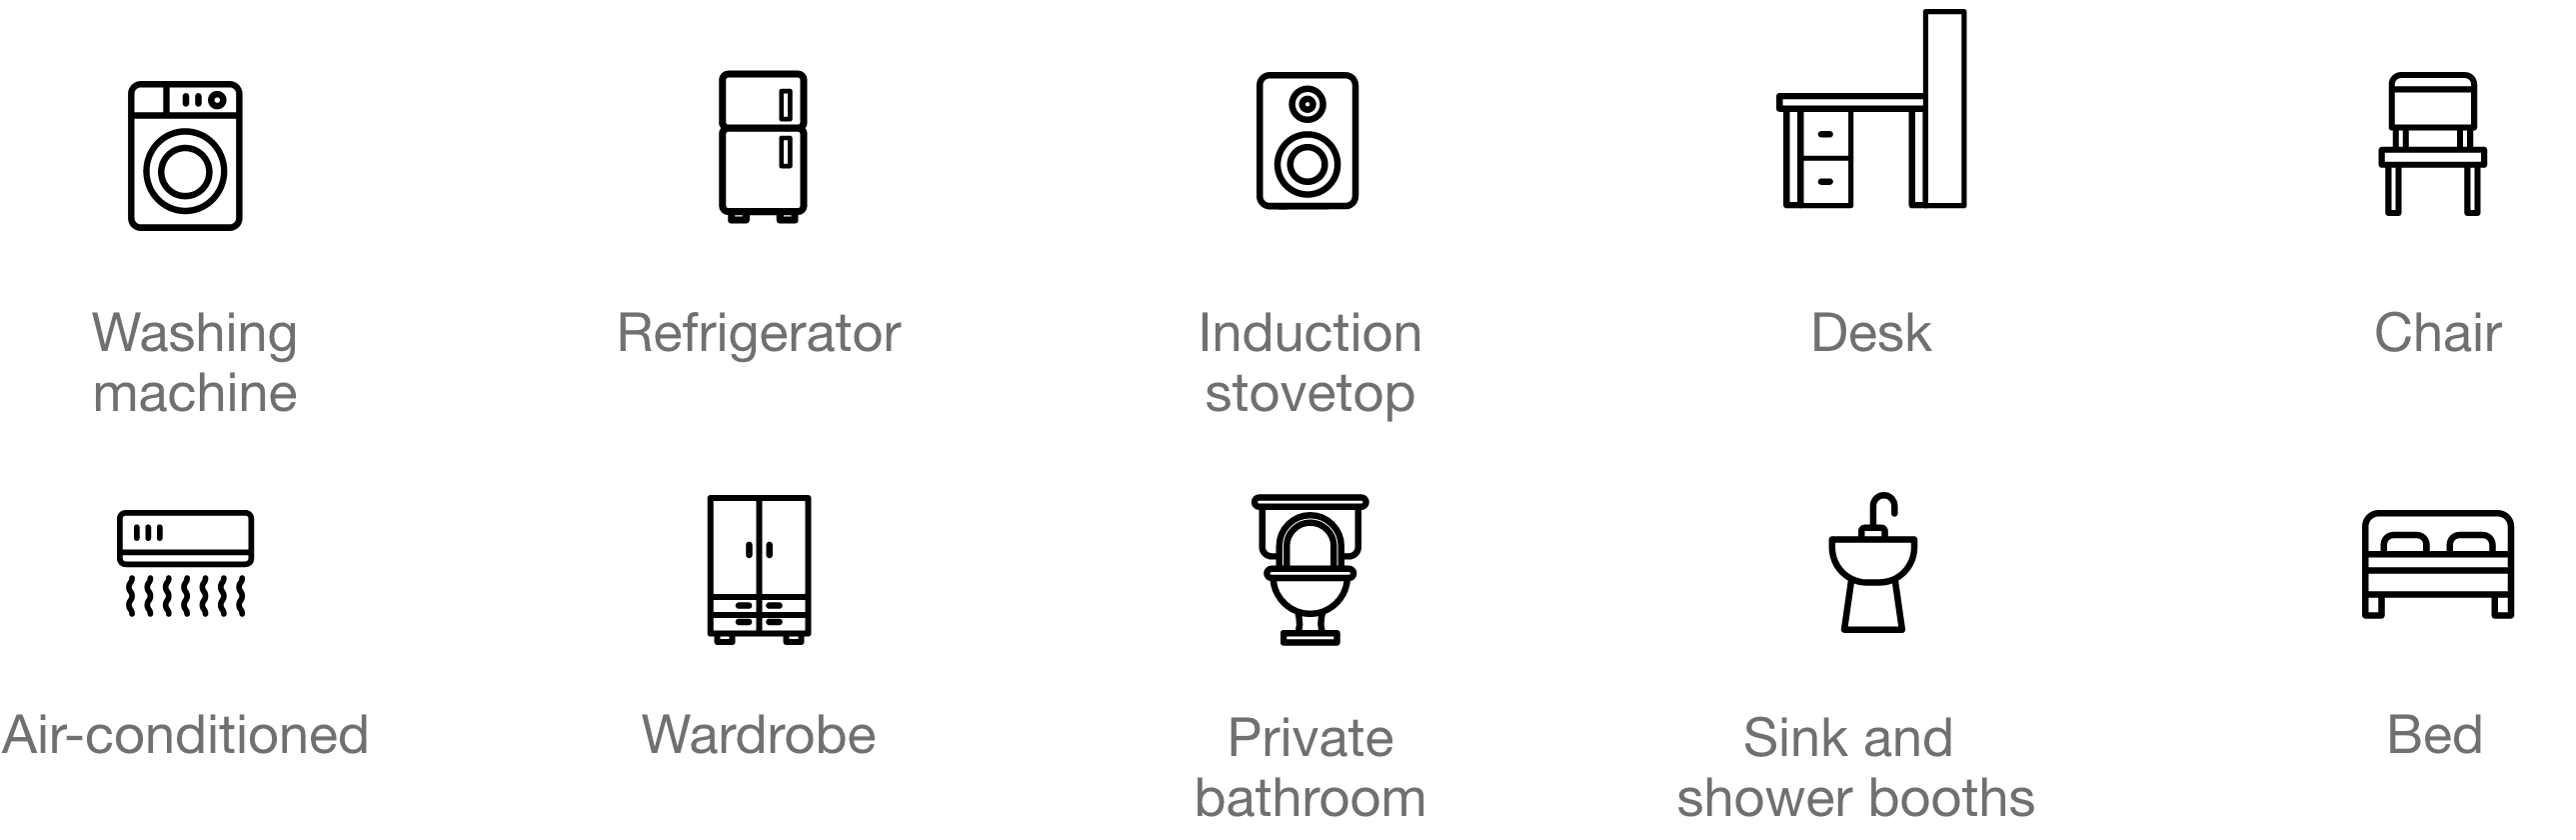 Washing
machine
Refrigerator
Induction
stovetop
Desk
Chair
Air-conditioned
Wardrobe
Private
bathroom
Sink and
shower booths
Bed